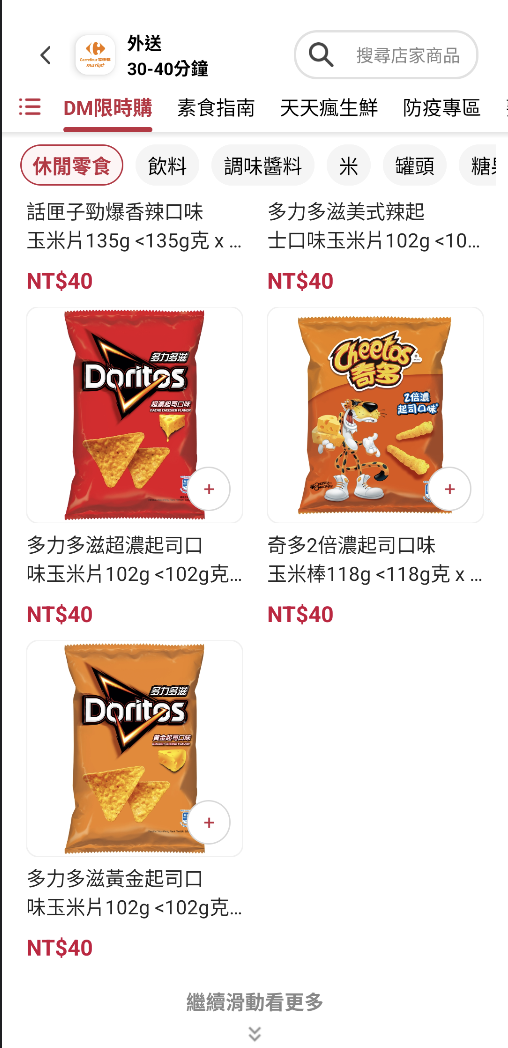 外送
30-40分鐘
搜尋店家商品
DM限時購
素食指南
天天瘋生鮮
防疫專區
休閒零食
飲料
調味醬料
米
罐頭
糖果
話匣子勁爆香辣口味
玉米片135g <135g克 x ...
NT$40
多力多滋美式辣起
士口味玉米片102g <10...
NT$40
多力多滋
Doritos
超濃起司口味
Cheetos
奇多
2倍濃
起司口味
多力多滋超濃起司口
味玉米片102g <102g克...
NT$40
奇多2倍濃起司口味
玉米棒118g <118g克 x ...
NT$40
多力多滋
Doritos
黃金起司口味
多力多滋黃金起司口
味玉米片102g <102g克...
NT$40
繼續滑動看更多